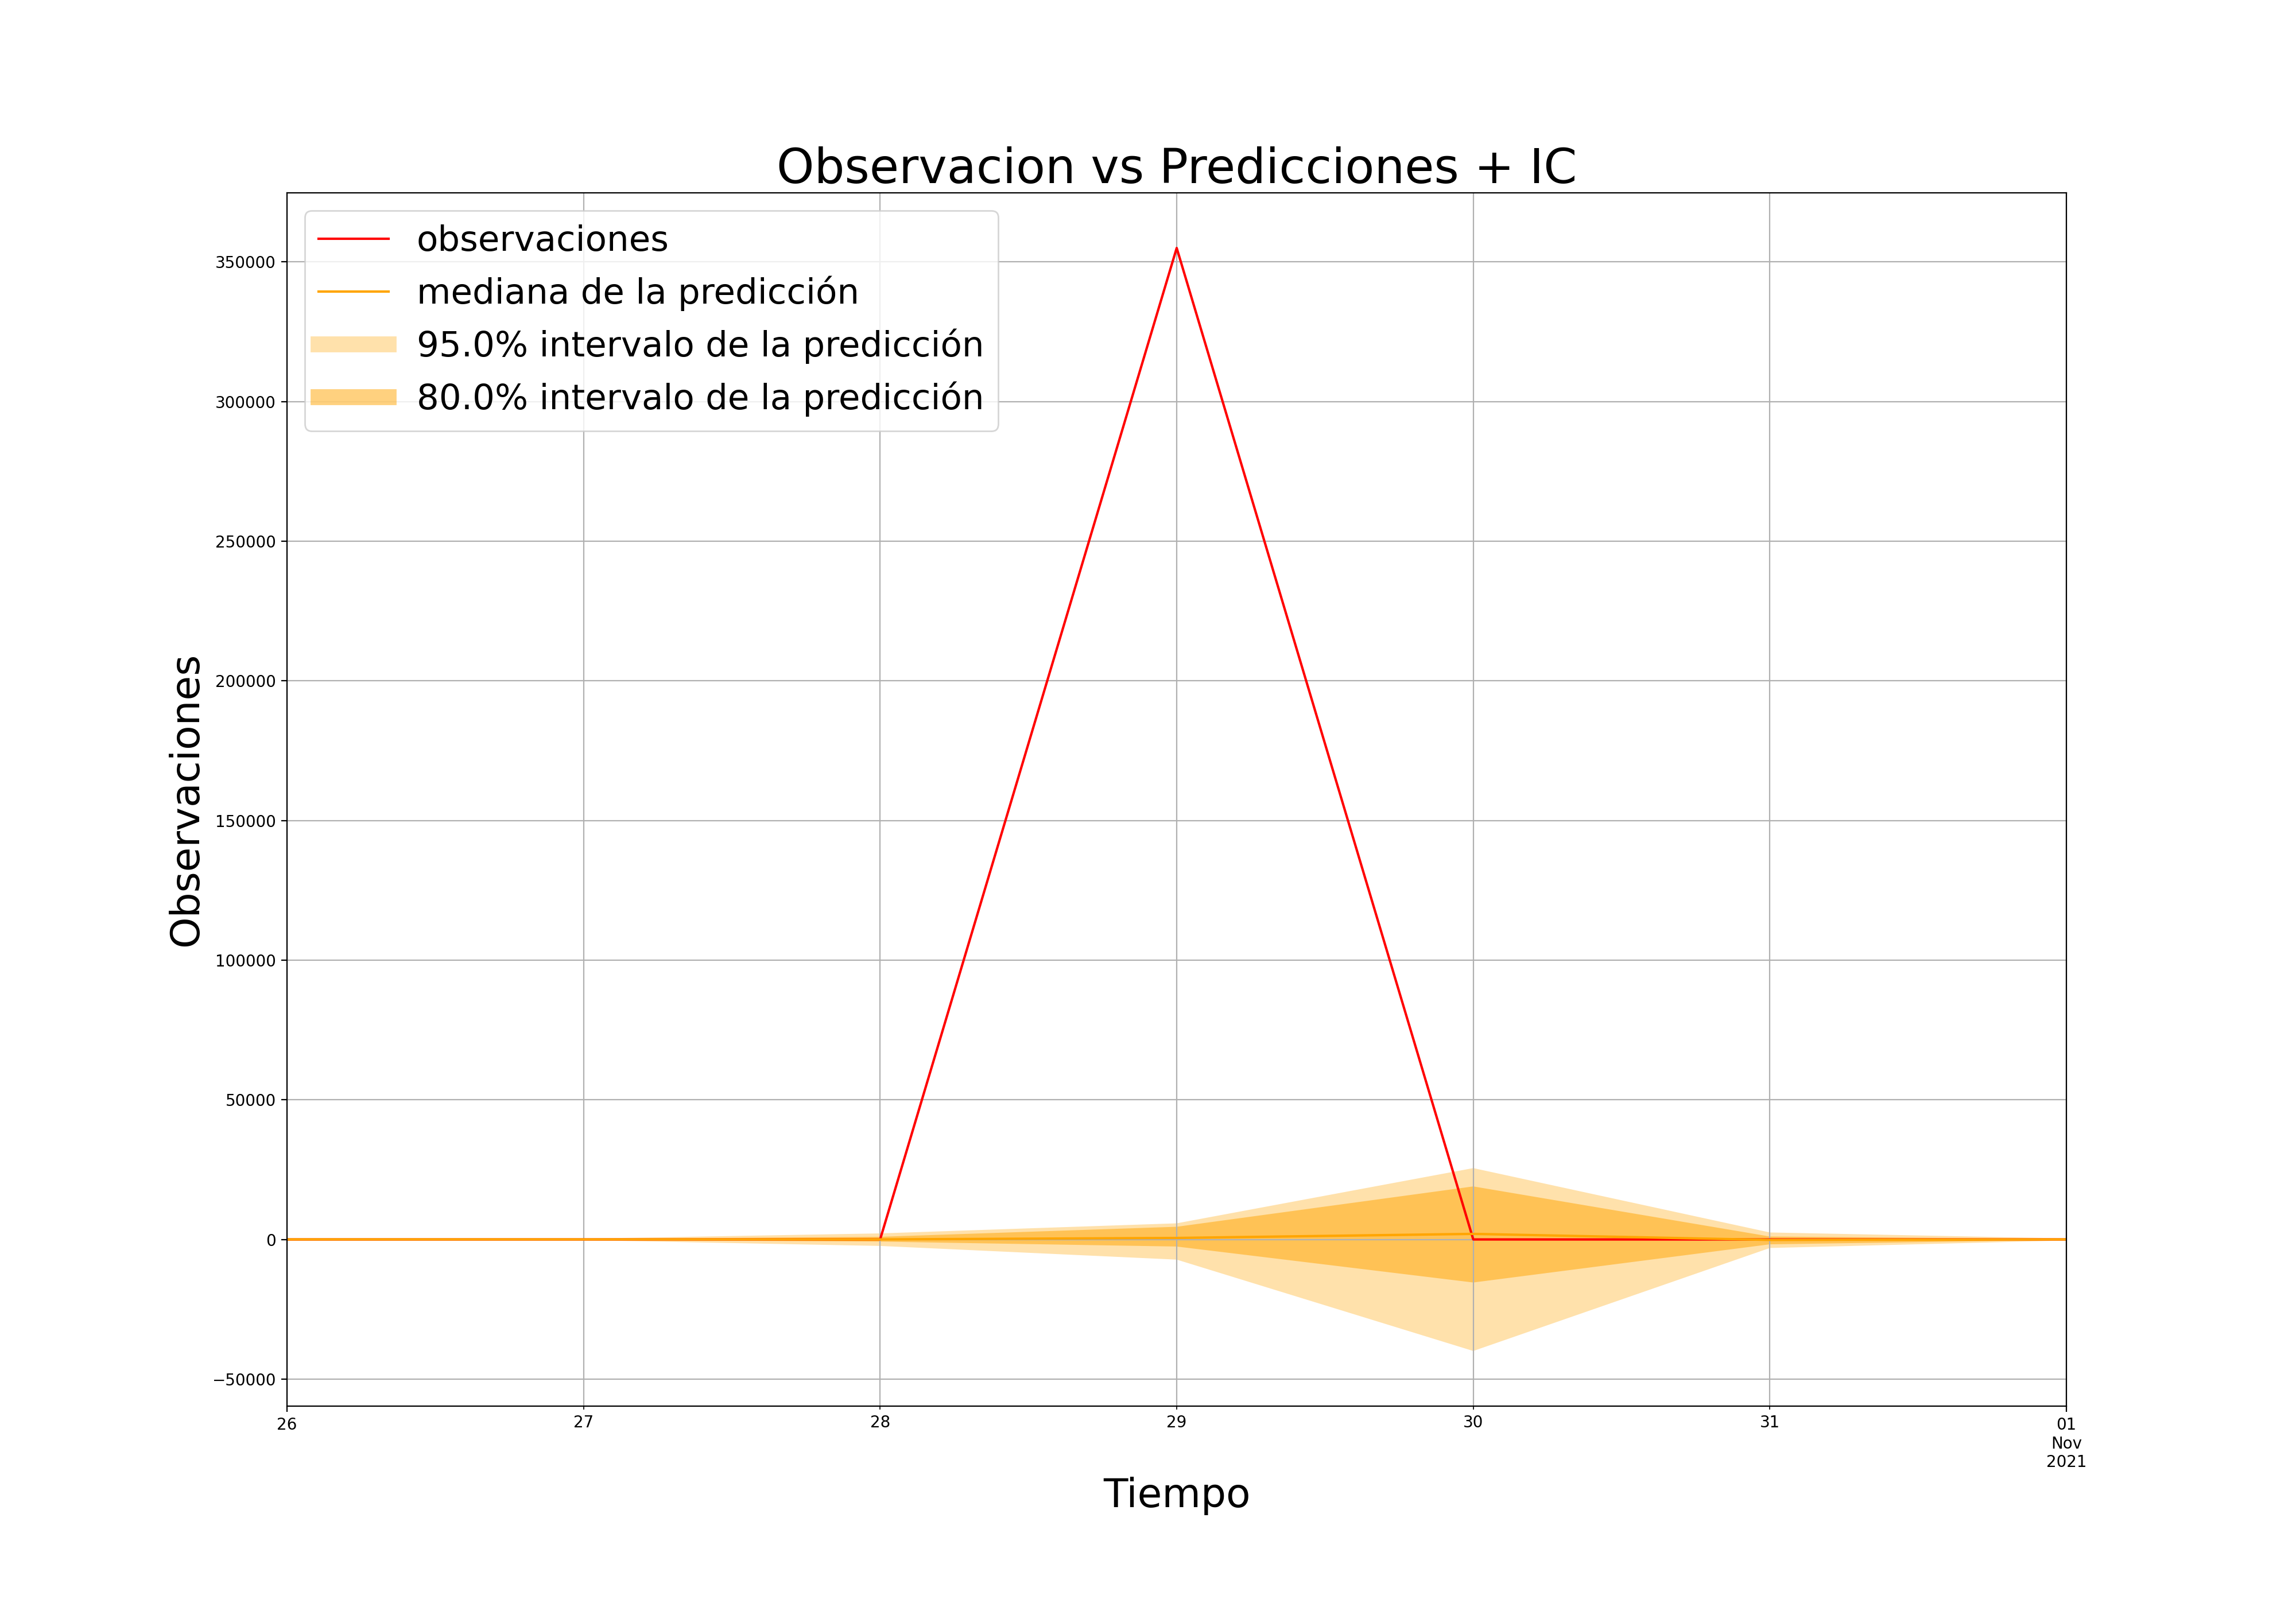 Observacion vs Predicciones + IC
observaciones
mediana de la predicción
95.0% intervalo de la predicción
80.0% intervalo de la predicción
350000
300000
250000
200000
150000
100000
50000
0
−50000
Observaciones
26
27
28
29
30
31
01
Nov
2021
Tiempo